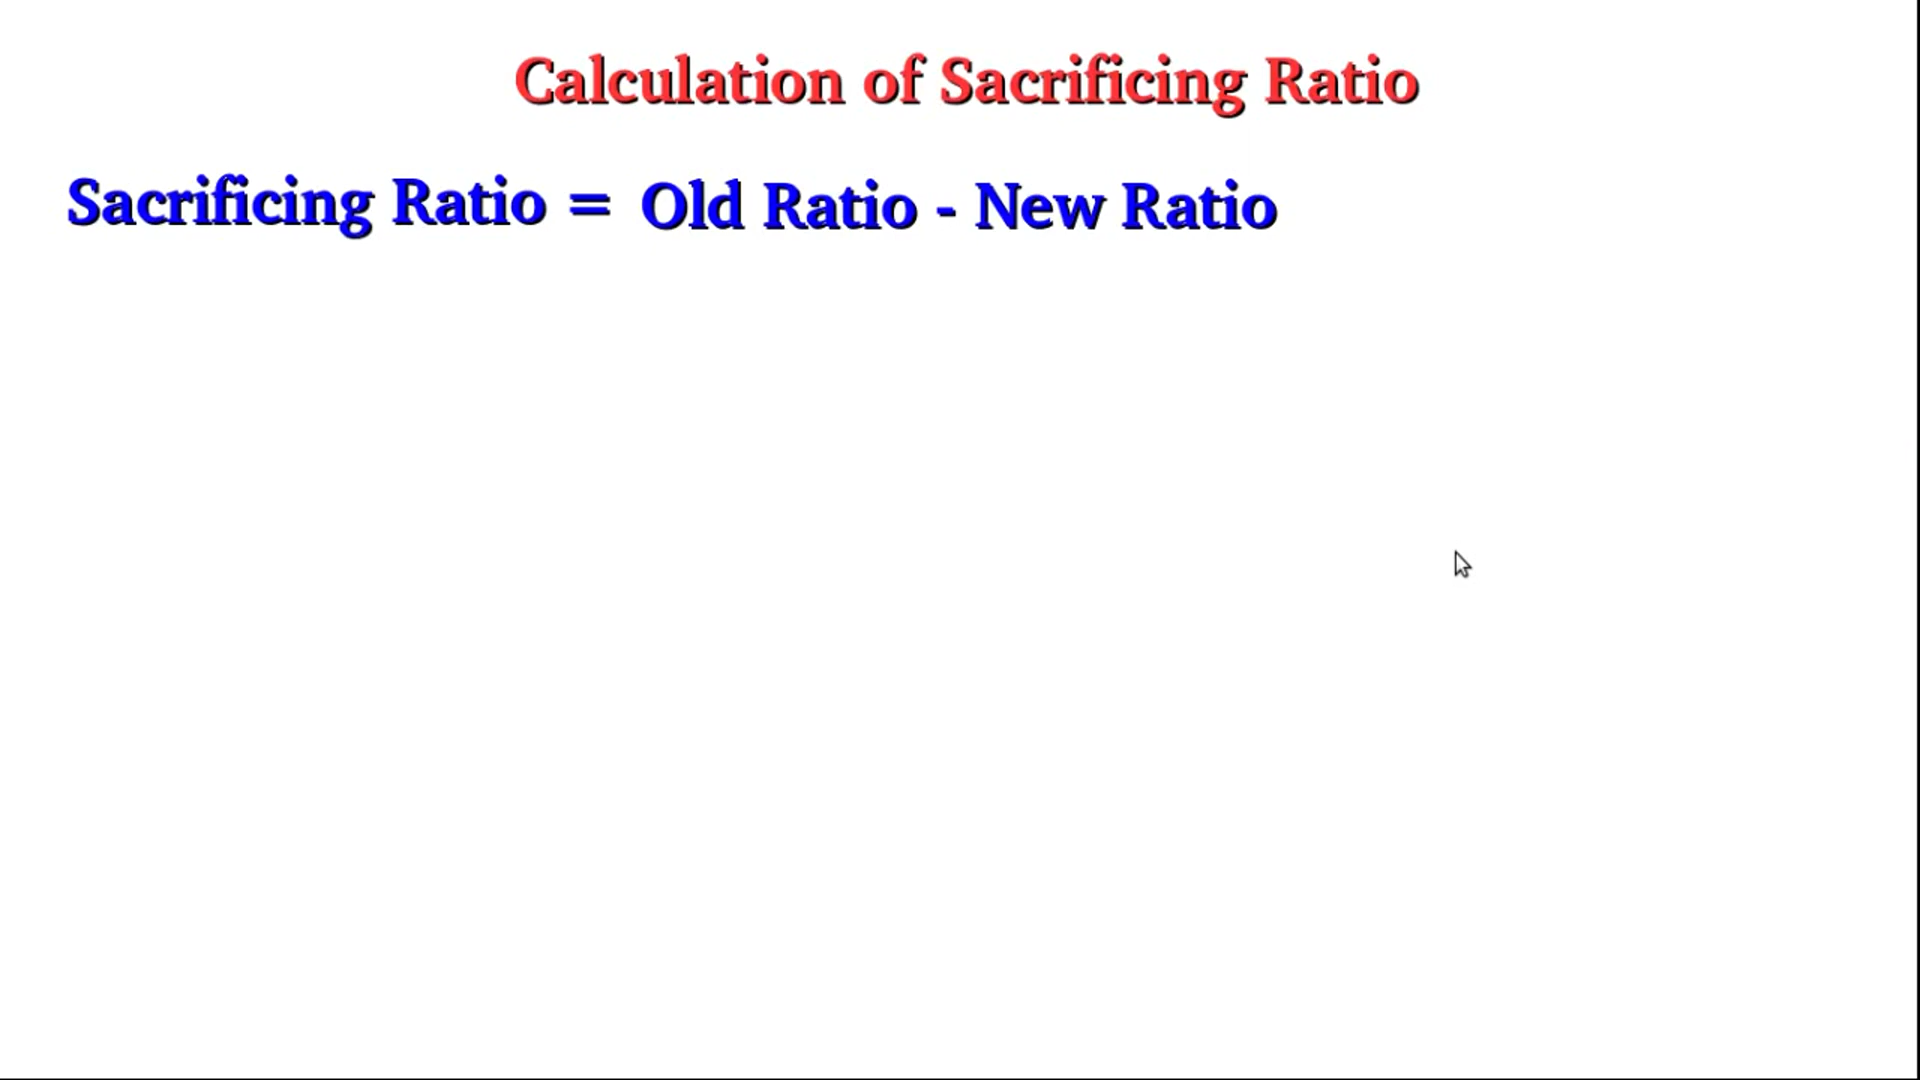 Calculation of Sacrificing Ratio
Sacrificing Ratio = Old Ratio - New Ratio